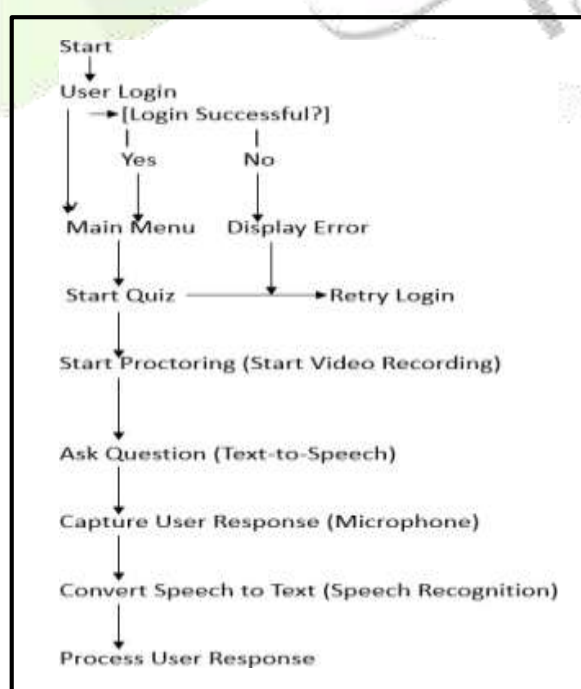 Start
User Login
[Login Successful?]
Yes No
Main Menu Display Error
Start Quiz Retry Login
Start Proctoring (Start Video Recording)
Ask Question (Text-to-Speech)
Capture User Response (Microphone)
Convert Speech to Text (Speech Recognition)
Process User Response